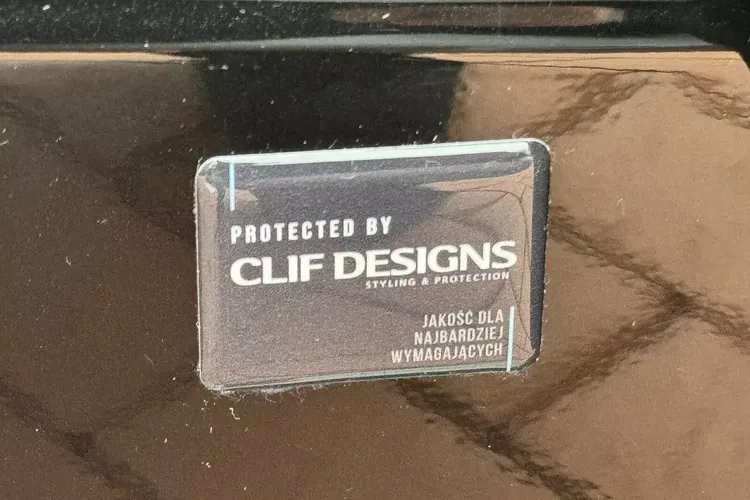 PROTECTED BY
CLIF DESIGNS
STYLING & PROTECTION
JAKOŚĆ DLA
NAJBARDZIEJ
WYMAGAJĄCYCH